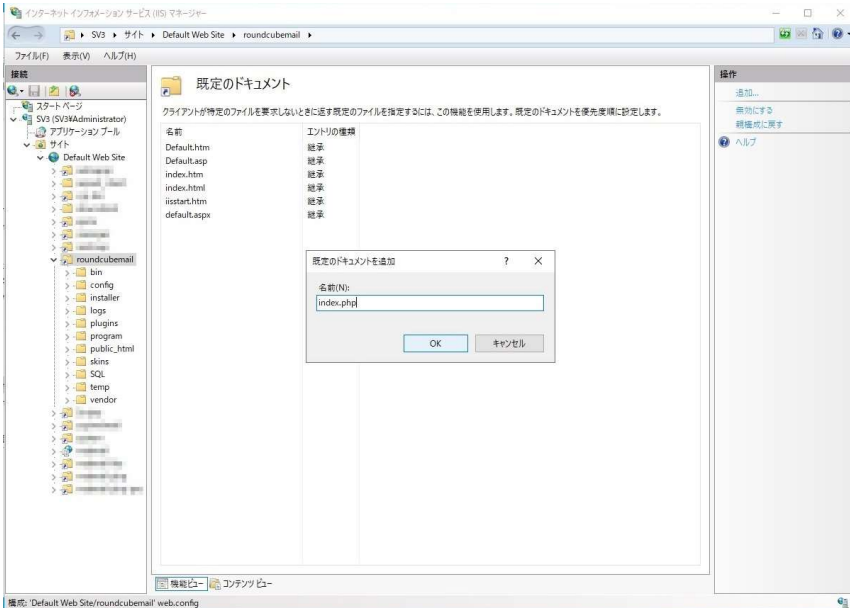 インターネット インフォメーション サービス (IIS) マネージャー
SV3 サイト Default Web Site roundcubemail
ファイル(F) 表示(V) ヘルプ(H)
接続
スタート ページ
SV3 (SV3¥Administrator)
アプリケーション プール
サイト
Default Web Site
roundcubemail
bin
config
installer
logs
plugins
program
public_html
skins
SQL
temp
vendor
既定のドキュメント
クライアントが特定のファイルを要求しないときに返す既定のファイルを指定するには、この機能を使用します。既定のドキュメントを優先度順に設定します。
名前 エントリの種類
Default.htm 継承
Default.asp 継承
index.htm 継承
index.html 継承
iisstart.htm 継承
default.aspx 継承
既定のドキュメントを追加 ?
名前(N):
index.php
OK キャンセル
機能ビュー コンテンツ ビュー
操作
追加...
無効にする
親構成に戻す
ヘルプ
構成: 'Default Web Site/roundcubemail' web.config